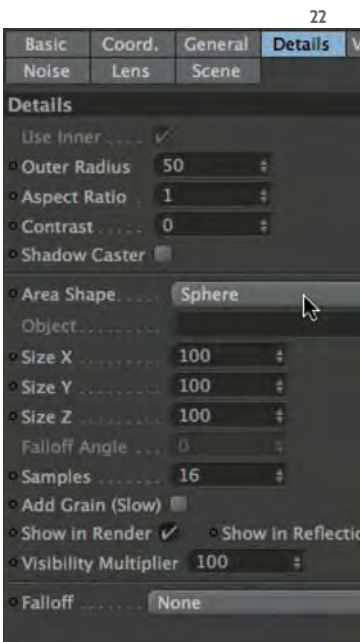 22
Basic Coord. General Details
Noise Lens Scene
Details
Use Inner ....
Outer Radius 50
Aspect Ratio . 1
Contrast ..... 0
Shadow Caster
Area Shape...... Sphere
Object.........
Size X ......... 100
Size Y ......... 100
Size Z ......... 100
Falloff Angle ... 0
Samples ....... 16
Add Grain (Slow)
Show in Render Show in
Visibility Multiplier 100
Falloff ....... None